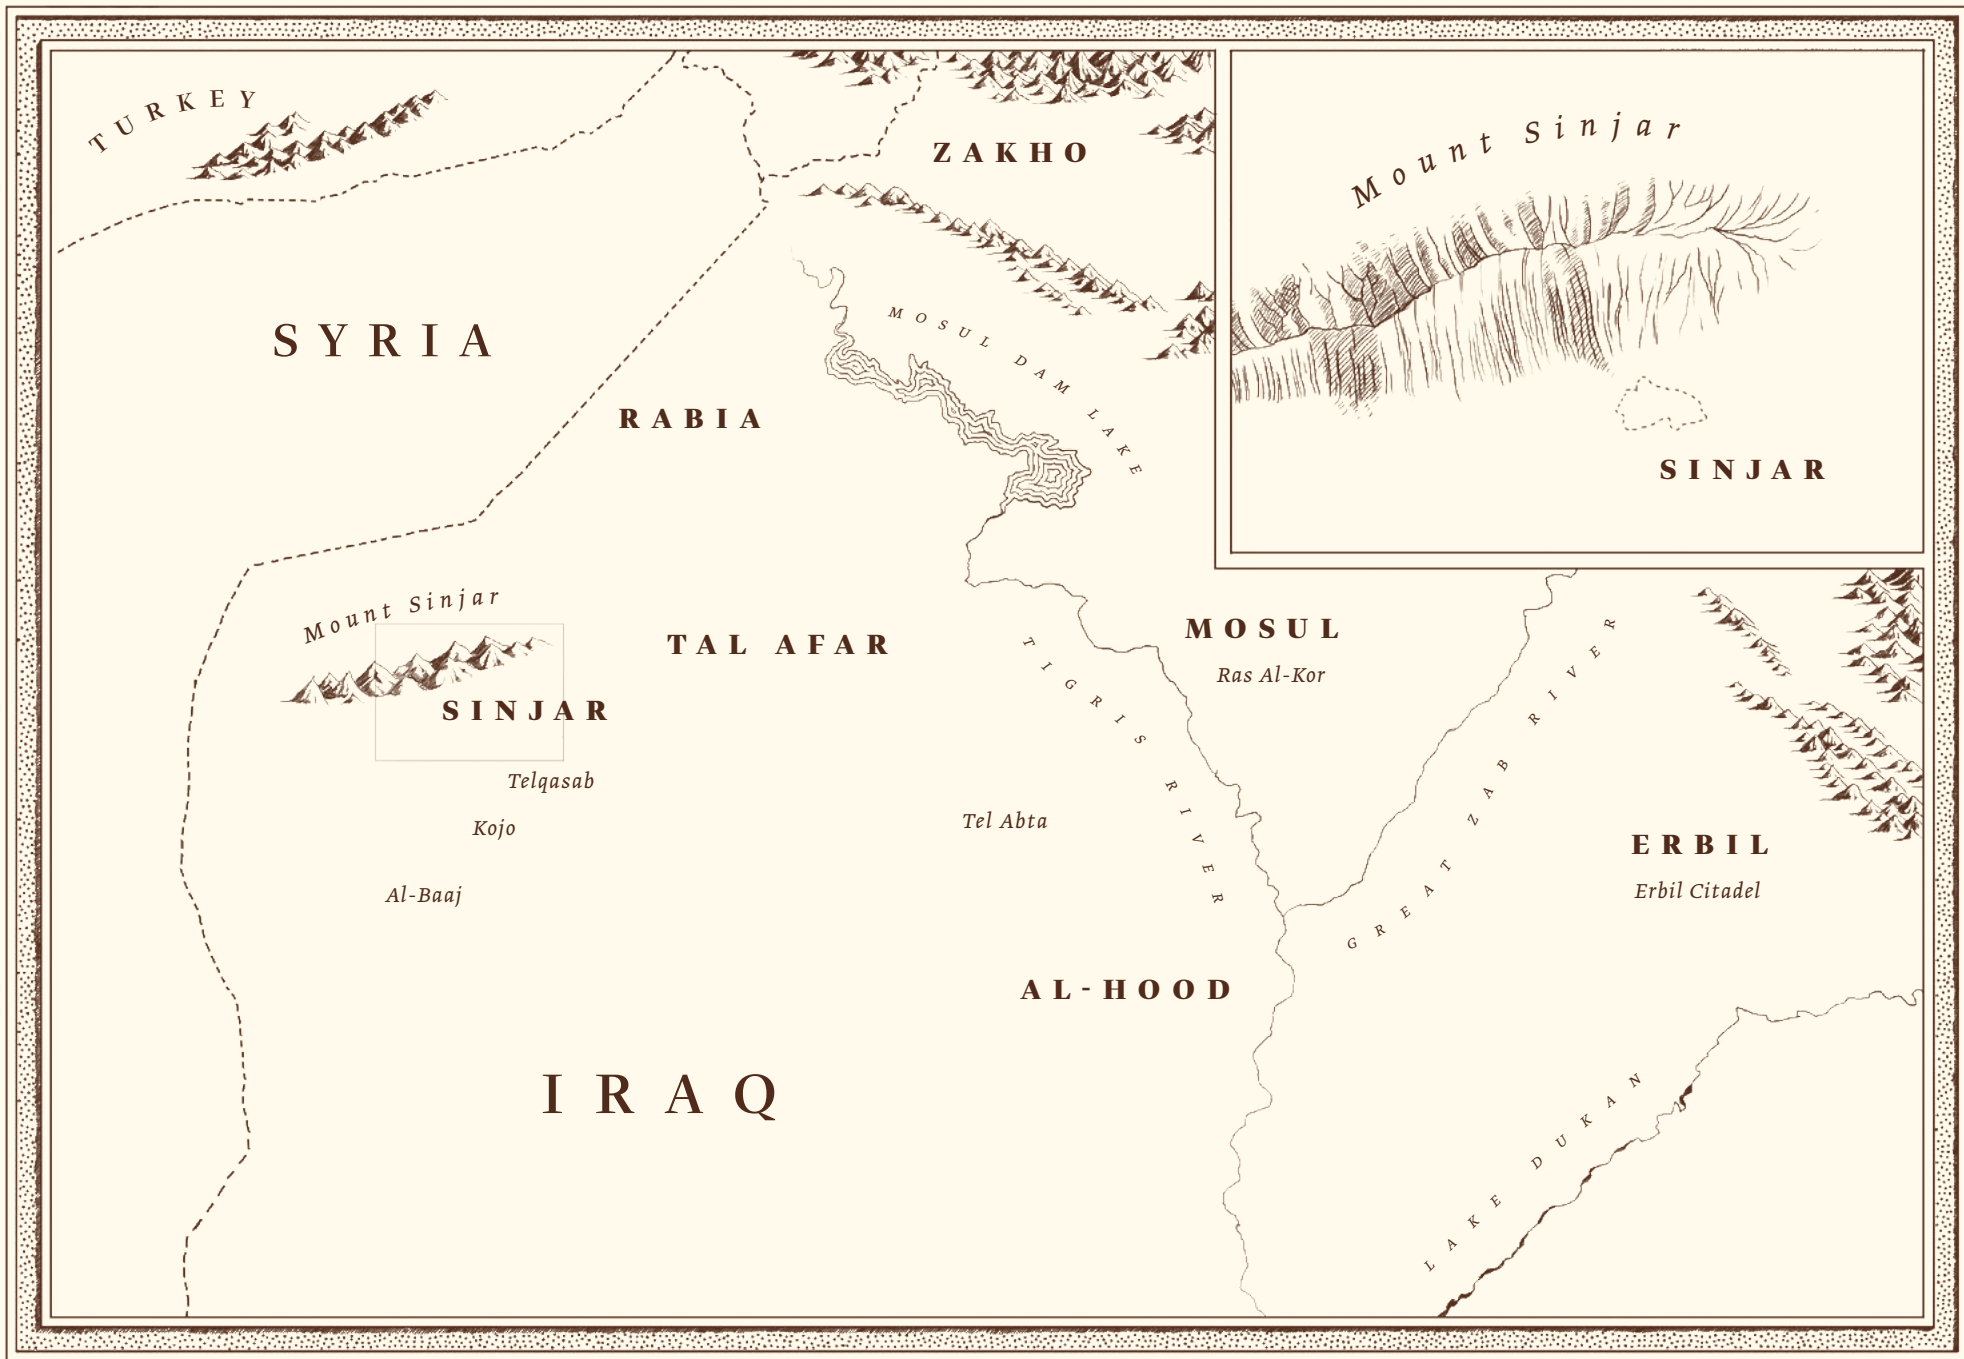 TURKEY
ZAKHO
Mount Sinjar
SINJAR
SYRIA
MOSUL DAM LAKE
RABIA
Mount Sinjar
SINJAR
TAL AFAR
MOSUL
Ras Al-Kor
TIGRIS RIVER
GREAT ZAB RIVER
Telqasab
Kojo
Tel Abta
Al-Baaj
ERBIL
Erbil Citadel
AL-HOOD
IRAQ
LAKE DUKAN